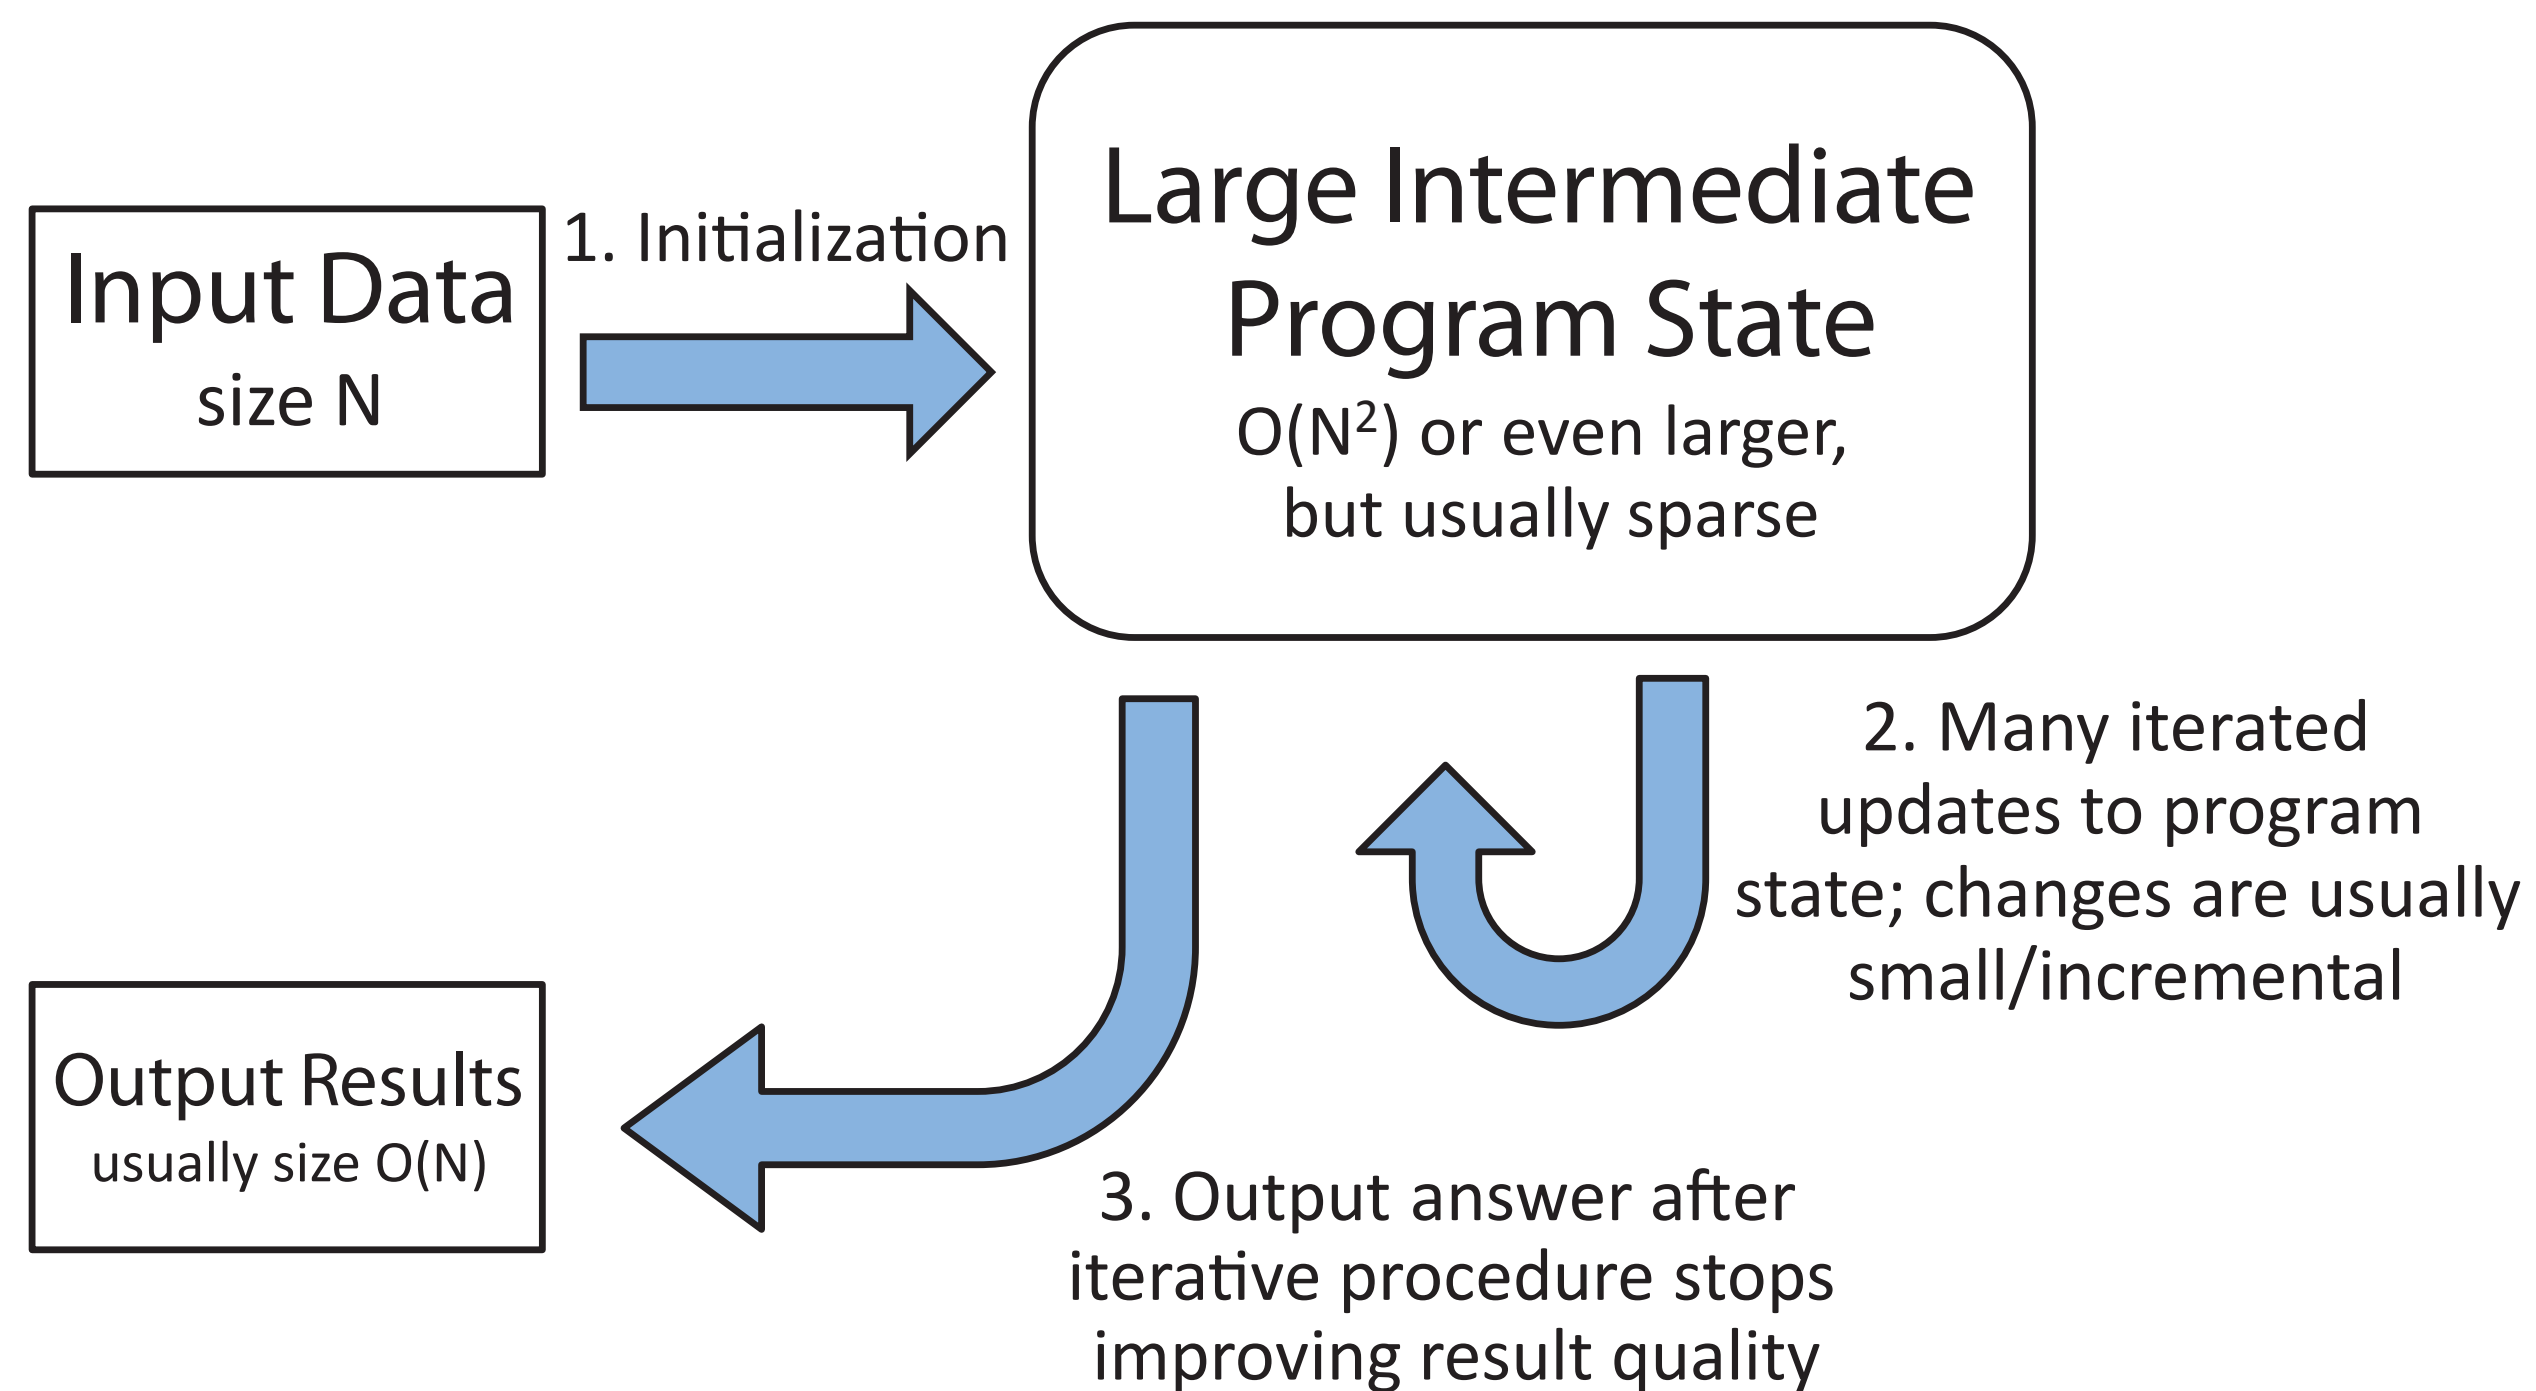 Input Data
size N
1. Initialization
Large Intermediate
Program State
O(N²) or even larger,
but usually sparse
2. Many iterated
updates to program
state; changes are usually
small/incremental
Output Results
usually size O(N)
3. Output answer after
iterative procedure stops
improving result quality